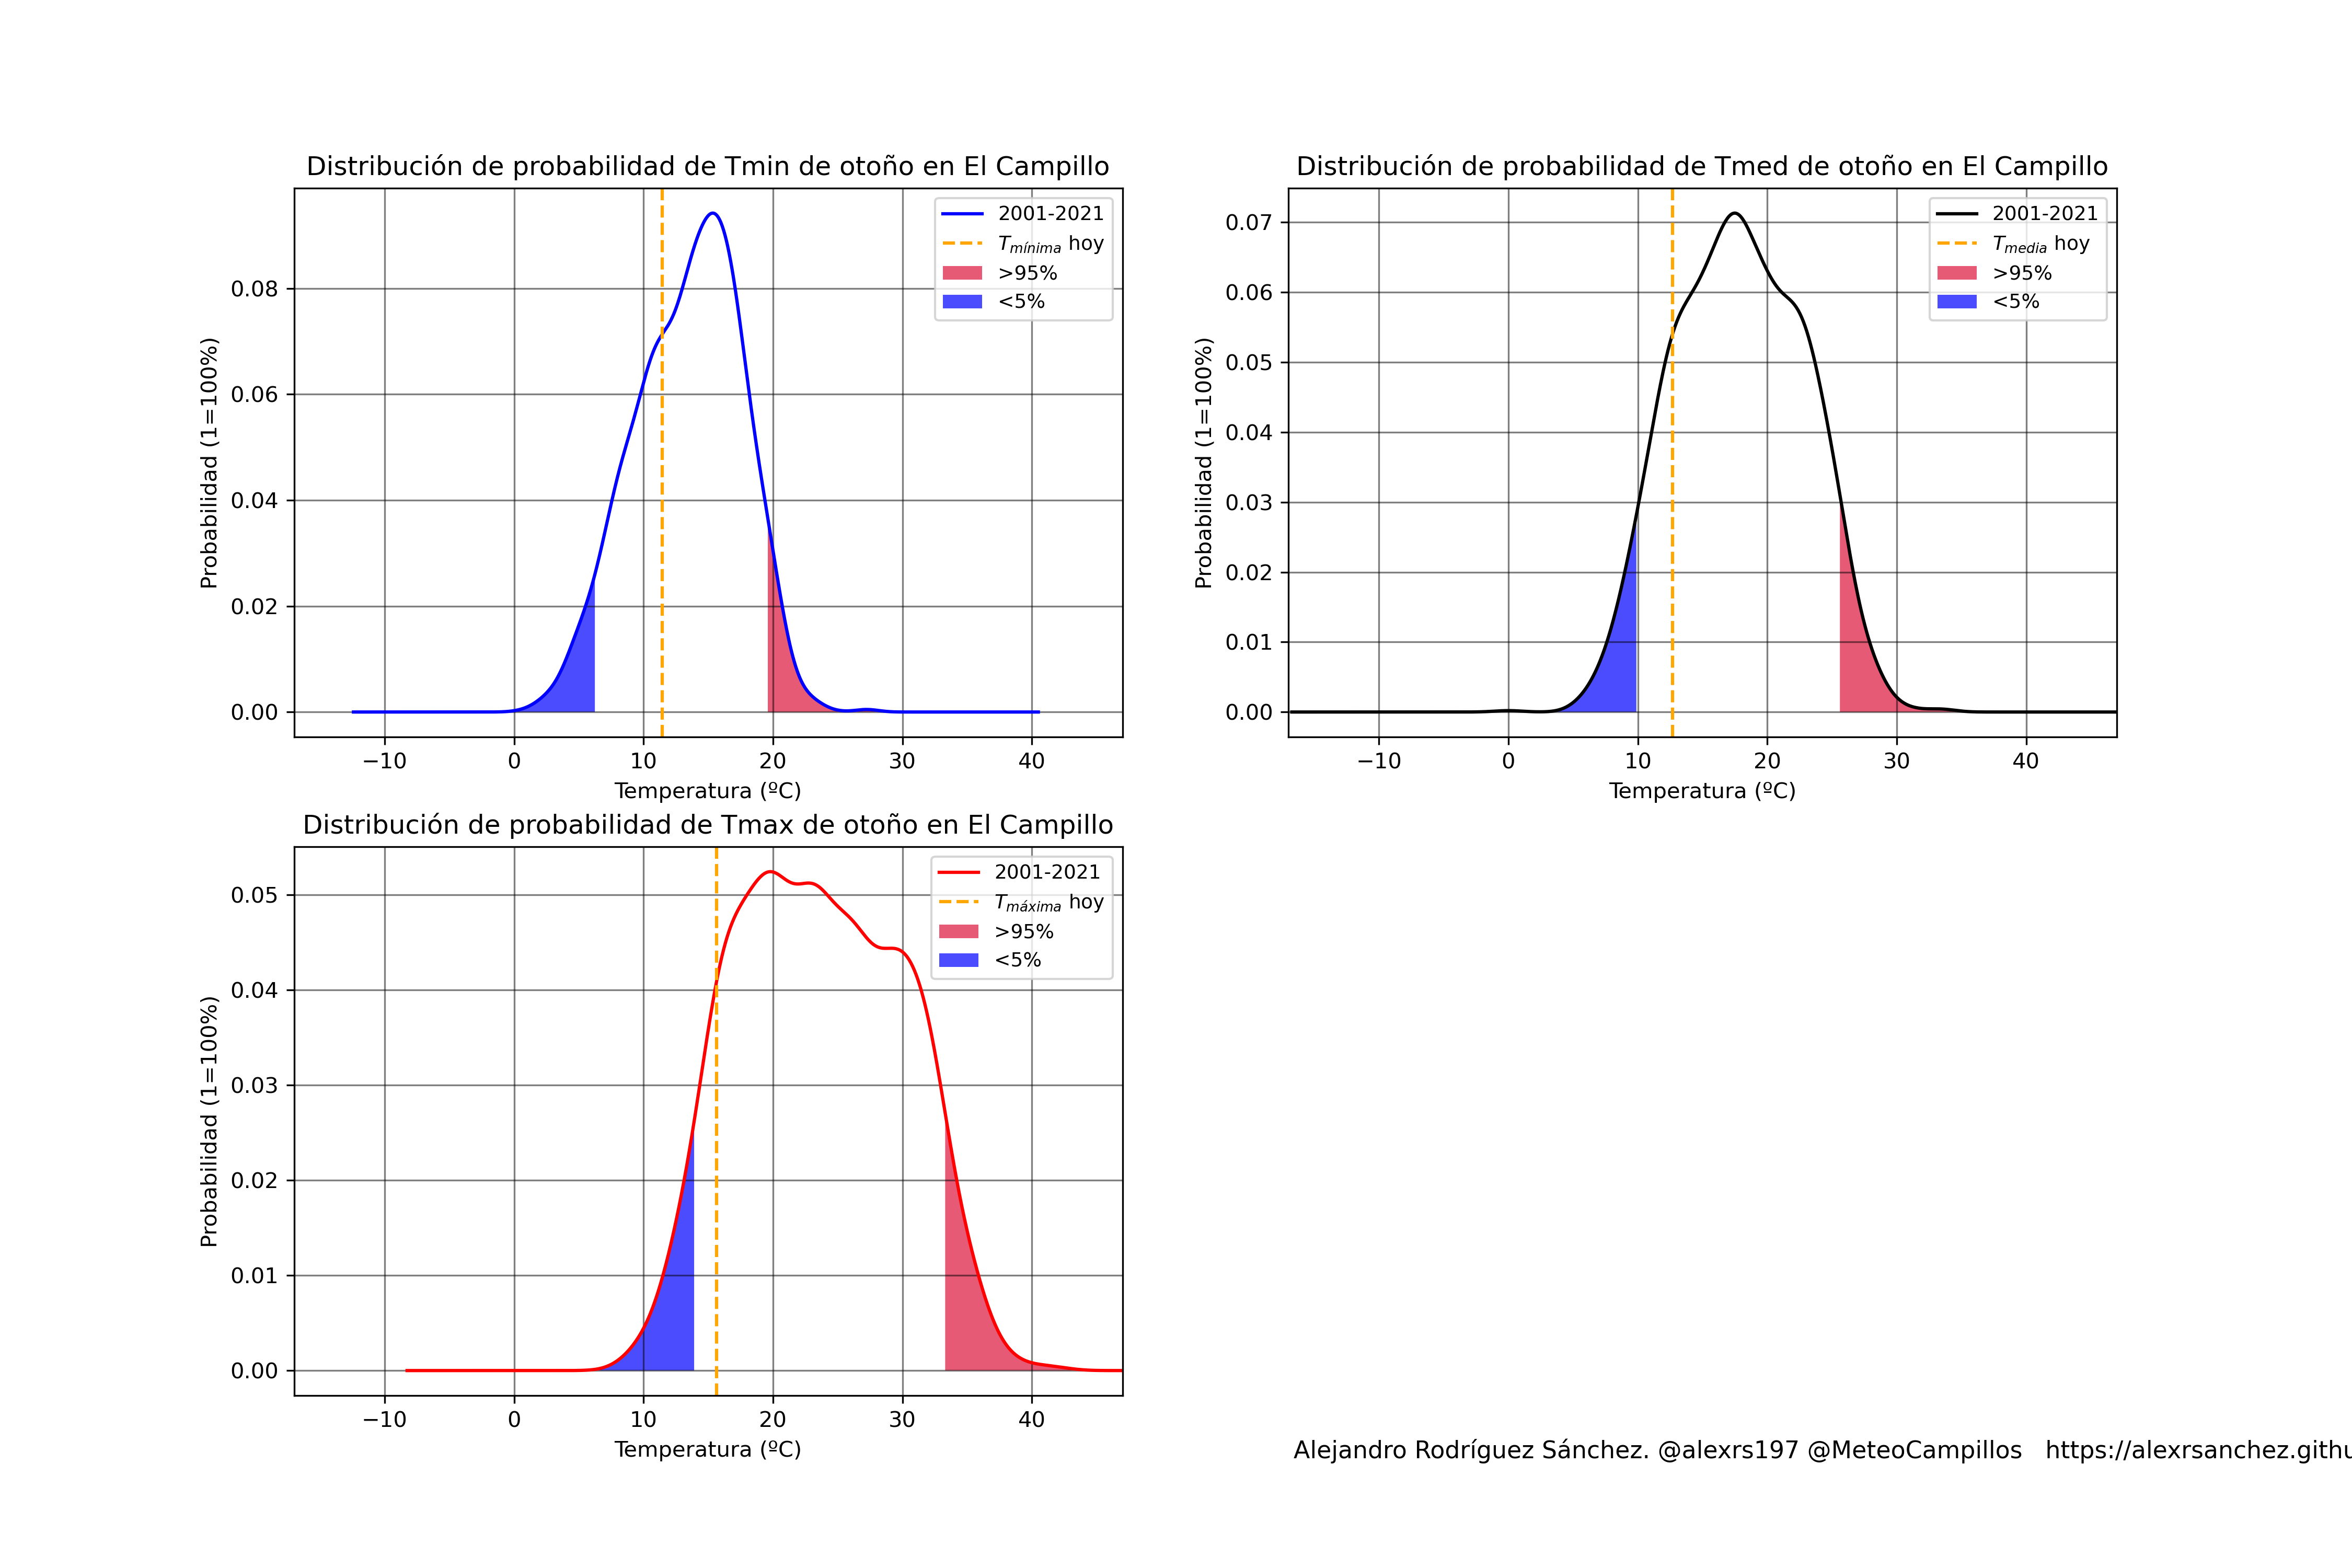 Distribución de probabilidad de Tmin de otoño en El Campillo
Probabilidad (1=100%)
0.08
0.06
0.04
0.02
0.00
−10 0 10 20 30 40
Temperatura (ºC)
2001-2021
Tmínima hoy
>95%
<5%
Distribución de probabilidad de Tmed de otoño en El Campillo
Probabilidad (1=100%)
0.07
0.06
0.05
0.04
0.03
0.02
0.01
0.00
−10 0 10 20 30 40
Temperatura (ºC)
2001-2021
Tmedia hoy
>95%
<5%
Distribución de probabilidad de Tmax de otoño en El Campillo
Probabilidad (1=100%)
0.05
0.04
0.03
0.02
0.01
0.00
−10 0 10 20 30 40
Temperatura (ºC)
2001-2021
Tmáxima hoy
>95%
<5%
Alejandro Rodríguez Sánchez. @alexrs197 @MeteoCampillos https://alexrsanchez.githu